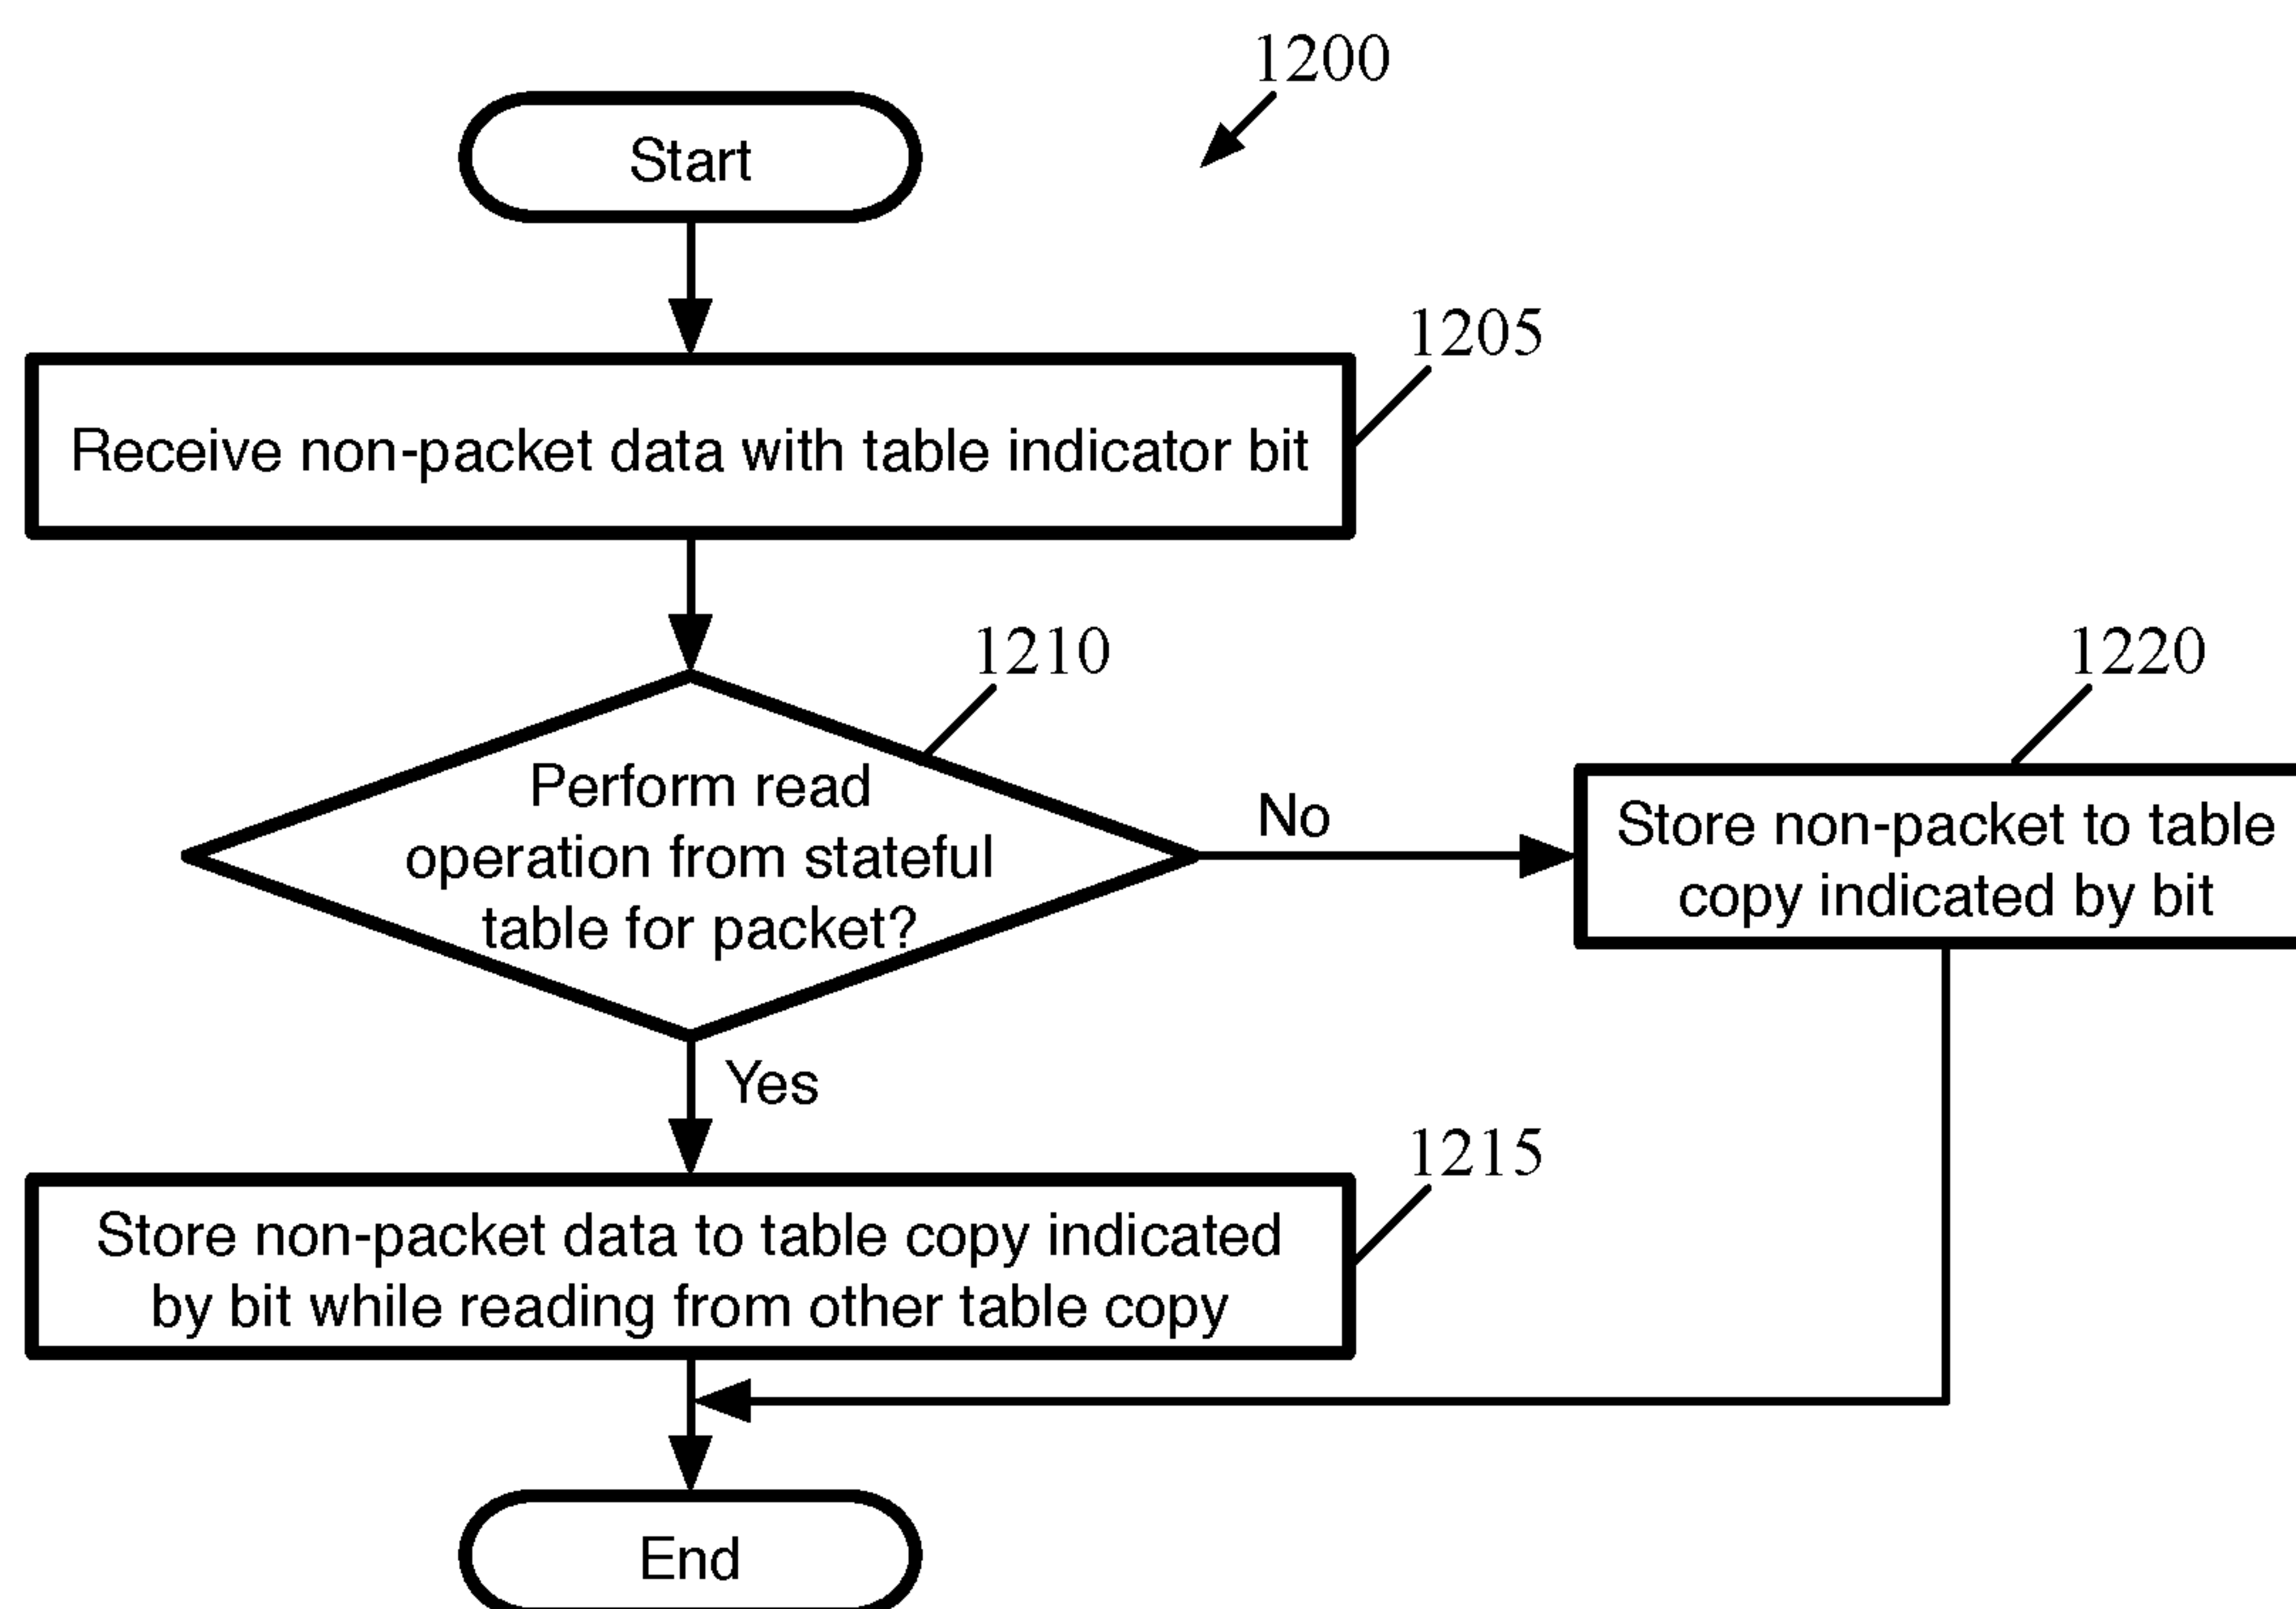 1200
Start
1205
Receive non-packet data with table indicator bit
1210
Perform read
operation from stateful
table for packet?
No
1220
Store non-packet to table
copy indicated by bit
Yes
1215
Store non-packet data to table copy indicated
by bit while reading from other table copy
End